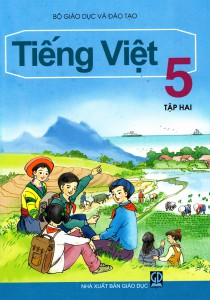 BỘ GIÁO DỤC VÀ ĐÀO TẠO
Tiếng Việt
5
TẬP HAI
NHÀ XUẤT BẢN GIÁO DỤC